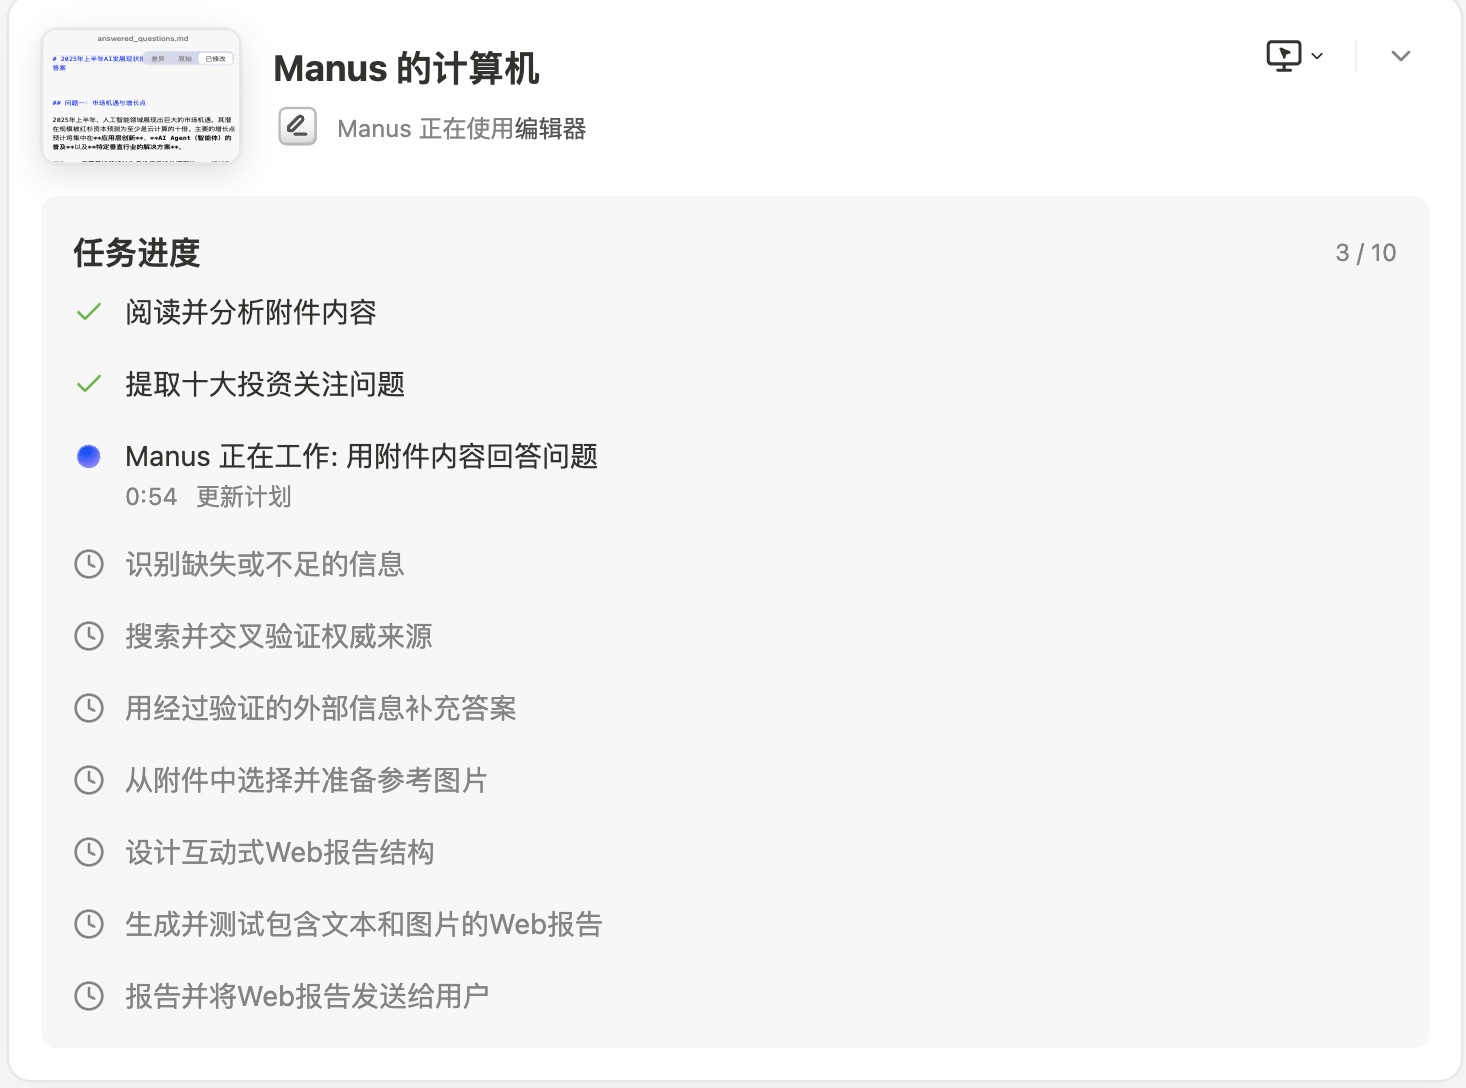 answered_questions.md
# 2025年上半年AI发展现状
差异 原始 已修改
答案
## 问题一：市场机遇与增长点
2025年上半年，人工智能领域展现出巨大的市场机遇，其潜
在规模被红杉资本预测为至少是云计算的十倍。主要的增长点
预计将集中在**应用层创新**、**AI Agent（智能体）的
普及**以及**特定垂直行业的解决方案**。
Manus 的计算机
Manus 正在使用编辑器
任务进度
3 / 10
阅读并分析附件内容
提取十大投资关注问题
Manus 正在工作: 用附件内容回答问题
0:54 更新计划
识别缺失或不足的信息
搜索并交叉验证权威来源
用经过验证的外部信息补充答案
从附件中选择并准备参考图片
设计互动式Web报告结构
生成并测试包含文本和图片的Web报告
报告并将Web报告发送给用户